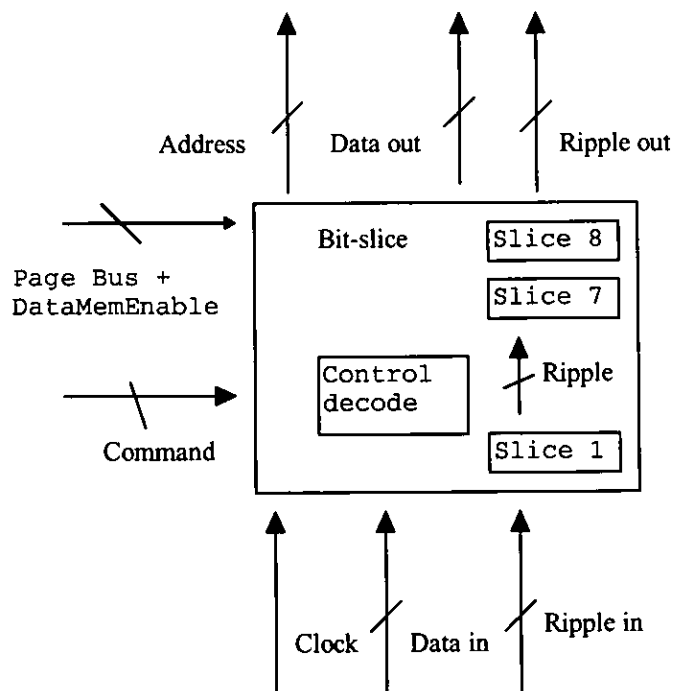 Address
Data out
Ripple out
Bit-slice
Slice 8
Page Bus +
DataMemEnable
Slice 7
Control
decode
Ripple
Command
Slice 1
Clock
Data in
Ripple in